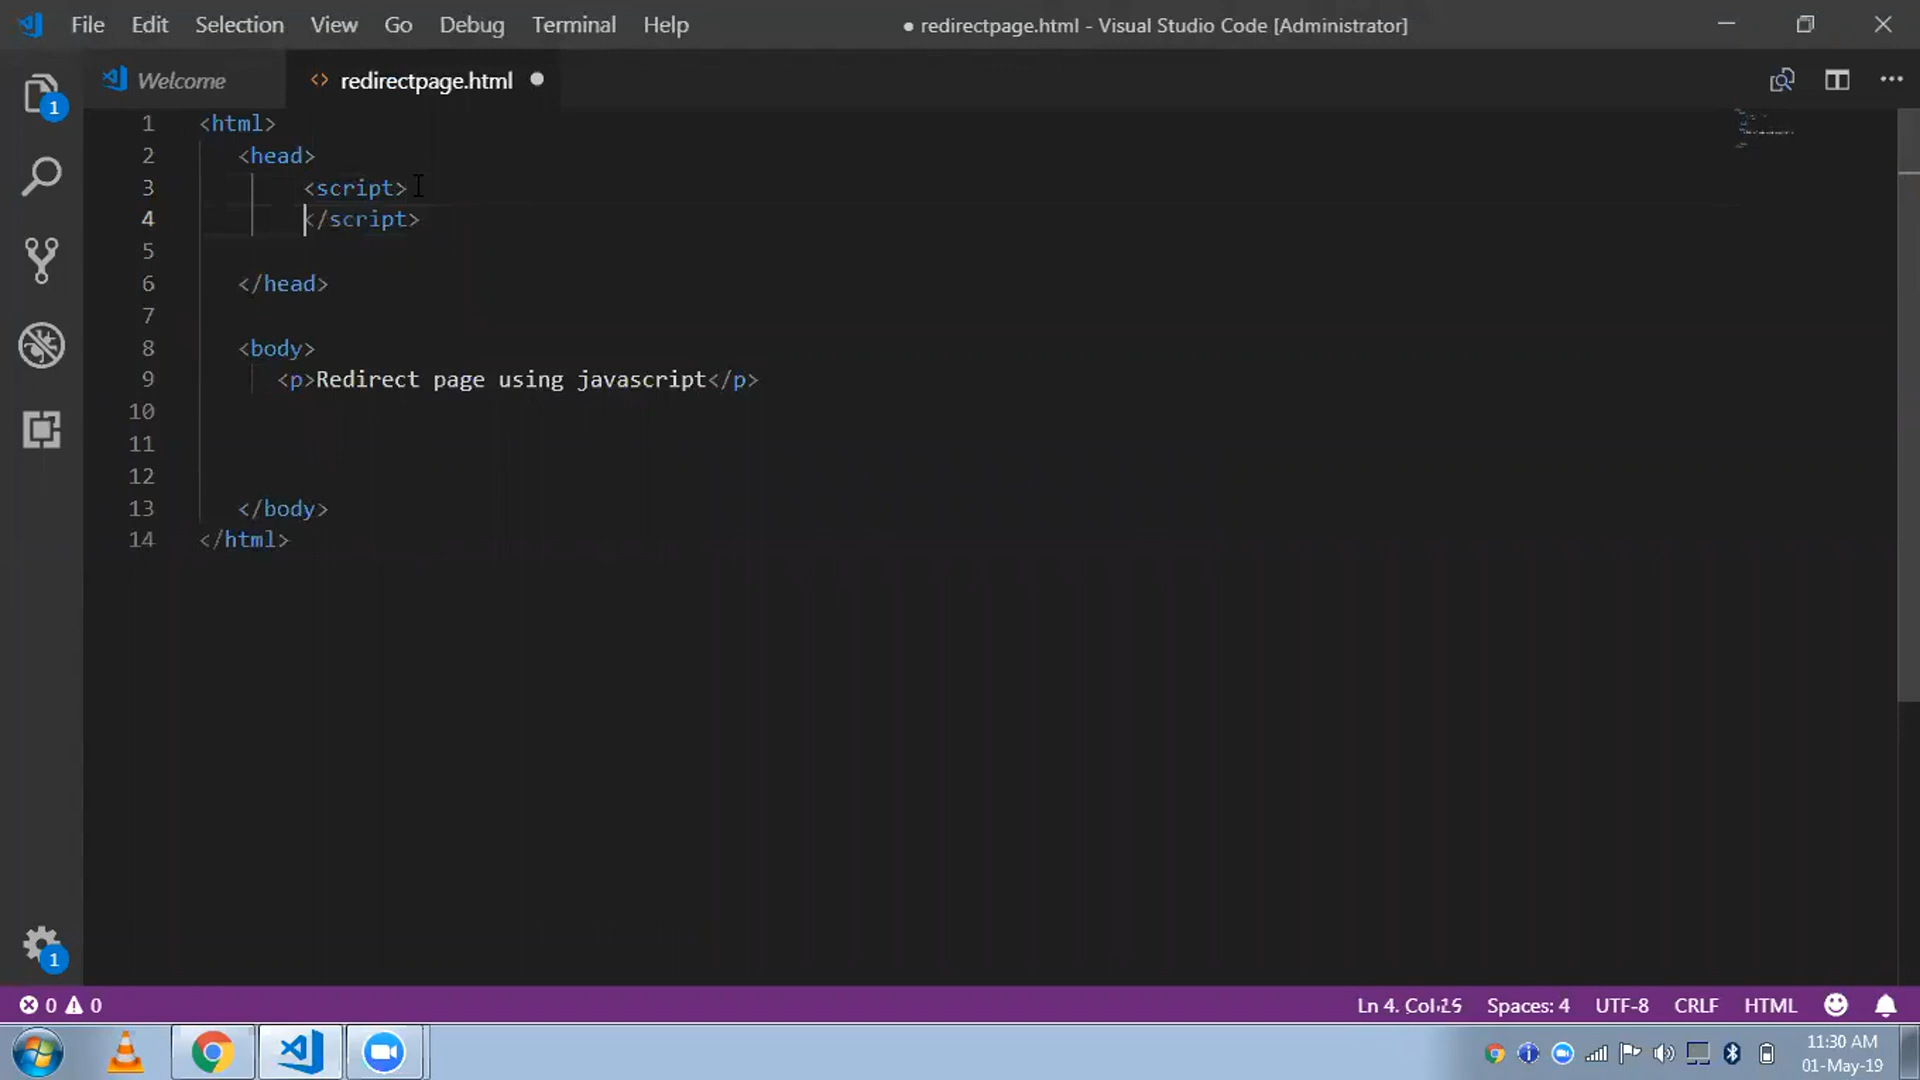 File Edit Selection View Go Debug Terminal Help ● redirectpage.html - Visual Studio Code [Administrator]
Welcome <> redirectpage.html
1 <html>
2 <head>
3 <script>
4 </script>
5
6 </head>
7
8 <body>
9 <p>Redirect page using javascript</p>
10
11
12
13 </body>
14 </html>
1
1
0 0 Ln 4, Spaces: 4 UTF-8 CRLF HTML
11:30 AM
01-May-19